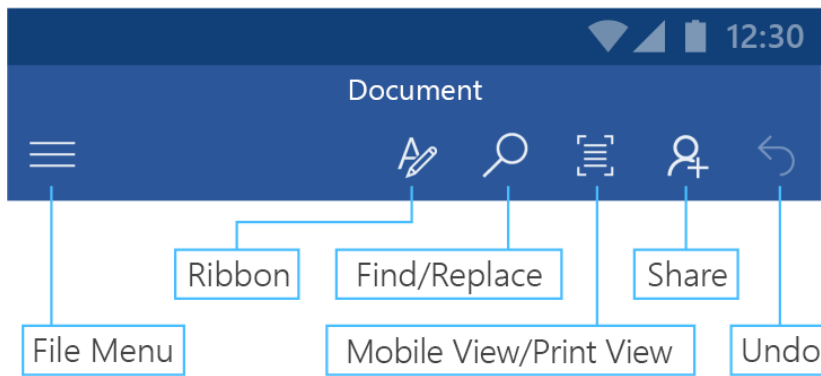 12:30
Document
Ribbon
Find/Replace
Share
File Menu
Mobile View/Print View
Undo